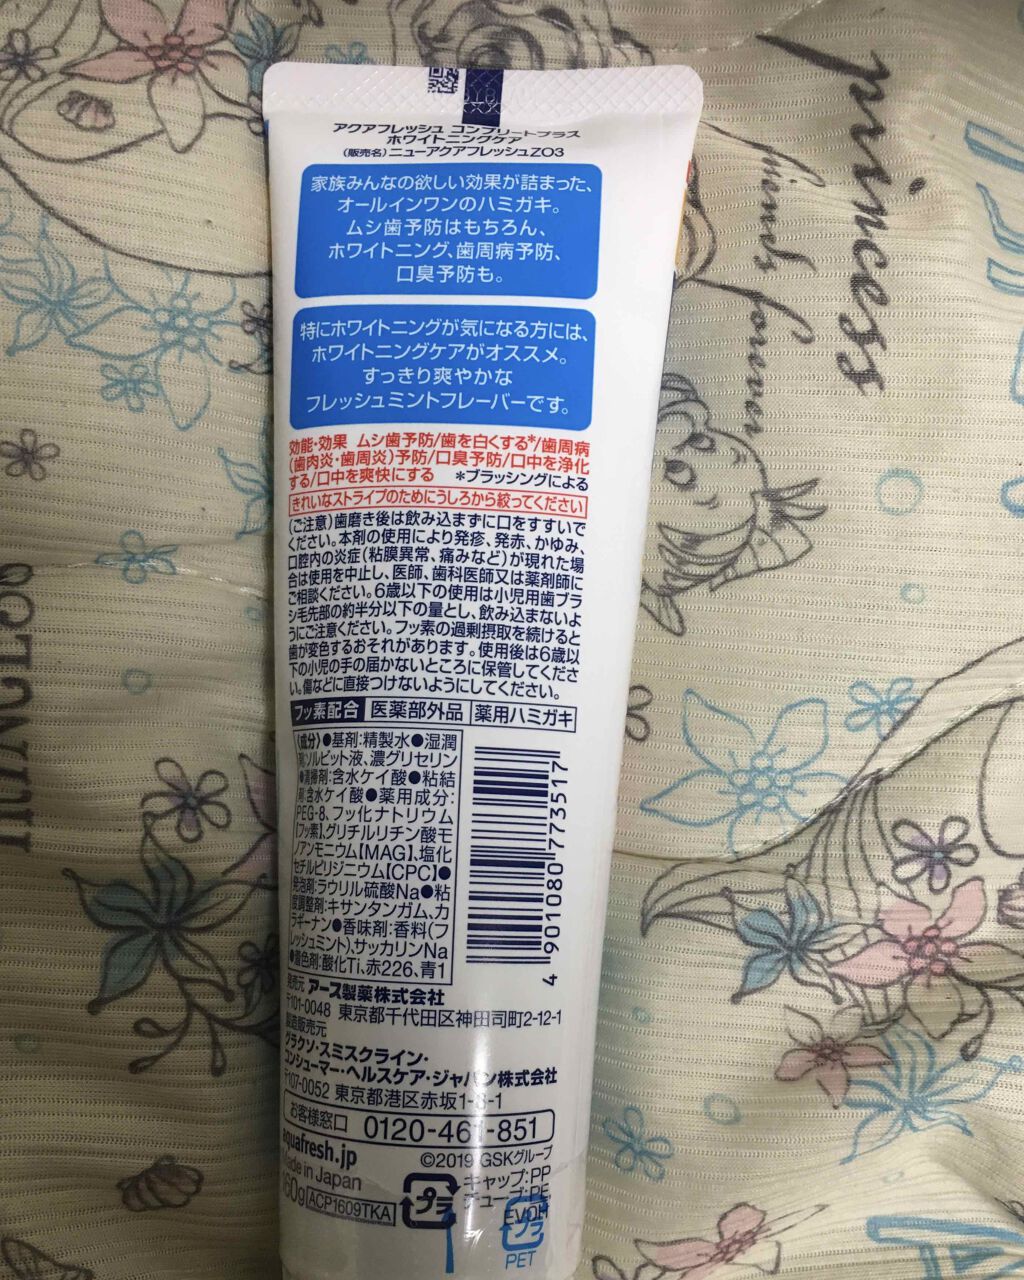 アクアフレッシュ コンプリートプラス
ホワイトニングケア
(販売名)ニューアクアフレッシュZO3
家族みんなの欲しい効果が詰まった、
オールインワンのハミガキ。
ムシ歯予防はもちろん、
ホワイトニング、歯周病予防、
口臭予防も。
特にホワイトニングが気になる方には、
ホワイトニングケアがオススメ。
すっきり爽やかな
フレッシュミントフレーバーです。
効能・効果 ムシ歯予防/歯を白くする*/歯周病
(歯肉炎・歯周炎)予防/口臭予防/口中を浄化
する/口中を爽快にする *ブラッシングによる
きれいなストライプのためにうしろから絞ってください
(ご注意)歯磨き後は飲み込まずに口をすすいで
ください。本剤の使用により発疹、発赤、かゆみ、
口腔内の炎症(粘膜異常、痛みなど)が現れた場
合は使用を中止し、医師、歯科医師又は薬剤師に
ご相談ください。6歳以下の使用は小児用歯ブラ
シ毛先部の約半分以下の量とし、飲み込まないよ
うにご注意ください。フッ素の過剰摂取を続けると
歯が変色するおそれがあります。使用後は6歳以
下の小児の手の届かないところに保管してくださ
い。傷などに直接つけないようにしてください。
フッ素配合 医薬部外品 薬用ハミガキ
〈成分〉●基剤:精製水●湿潤
剤:ソルビット液、濃グリセリン
●清掃剤:含水ケイ酸●粘結
剤:含水ケイ酸●薬用成分:
PEG-8、フッ化ナトリウム
【フッ素】、グリチルリチン酸モ
ノアンモニウム【MAG】、塩化
セチルピリジニウム【CPC】●
発泡剤:ラウリル硫酸Na●粘
度調整剤:キサンタンガム、カ
ラギーナン●香味剤:香料(フ
レッシュミント)、サッカリンNa
●着色剤:酸化Ti、赤226、青1
4 901080 773517
発売元 アース製薬株式会社
〒101-0048 東京都千代田区神田司町2-12-1
製造販売元
グラクソ・スミスクライン・
コンシューマー・ヘルスケア・ジャパン株式会社
〒107-0052 東京都港区赤坂1-8-1
お客様窓口 0120-461-851
aquafresh.jp ©2019 GSKグループ
Made in Japan
160g ACP1609TKA
プラ
キャップ:PP
チューブ:PE,
EVOH
プラ
PET
princess
friends forever